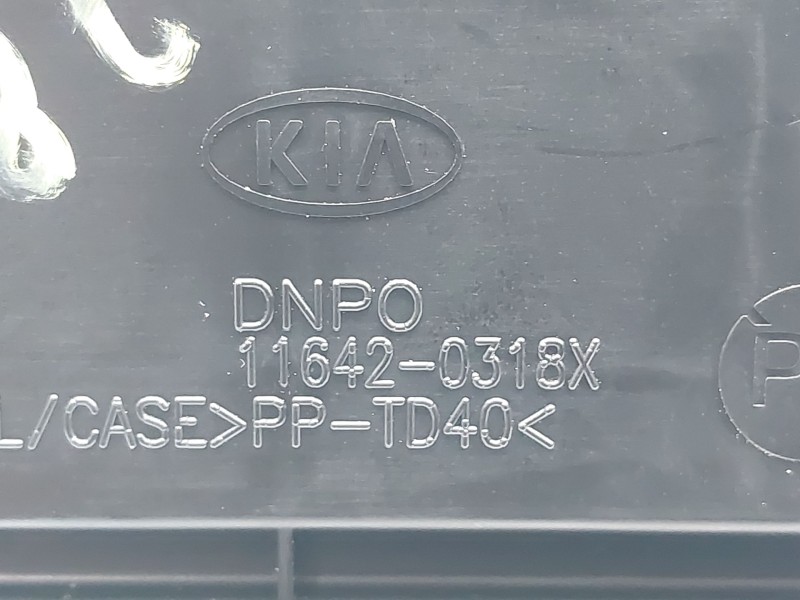 KIA
DNPO
11642-0318X
L/CASE>PP-TD40<
P